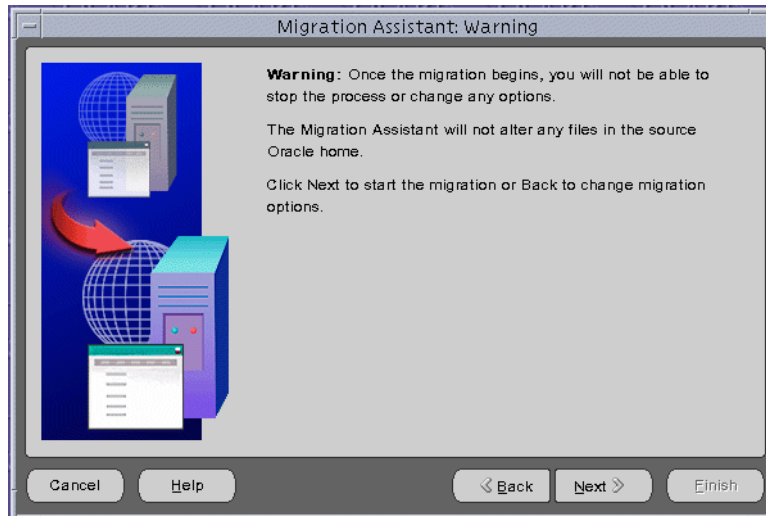 Migration Assistant: Warning
Warning: Once the migration begins, you will not be able to
stop the process or change any options.
The Migration Assistant will not alter any files in the source
Oracle home.
Click Next to start the migration or Back to change migration
options.
Cancel
Help
Back
Next
Finish